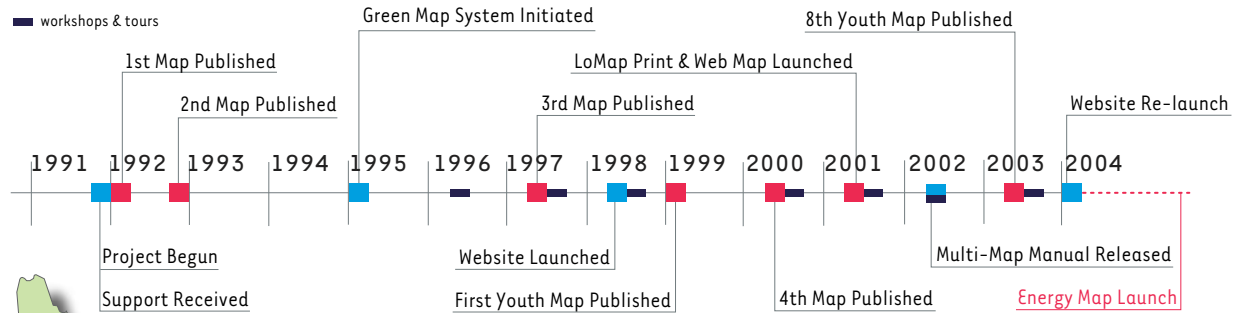 workshops & tours
Green Map System Initiated
8th Youth Map Published
1st Map Published
LoMap Print & Web Map Launched
2nd Map Published
3rd Map Published
Website Re-launch
1991 1992 1993 1994 1995 1996 1997 1998 1999 2000 2001 2002 2003 2004
Project Begun
Website Launched
Multi-Map Manual Released
Support Received
First Youth Map Published
4th Map Published
Energy Map Launch